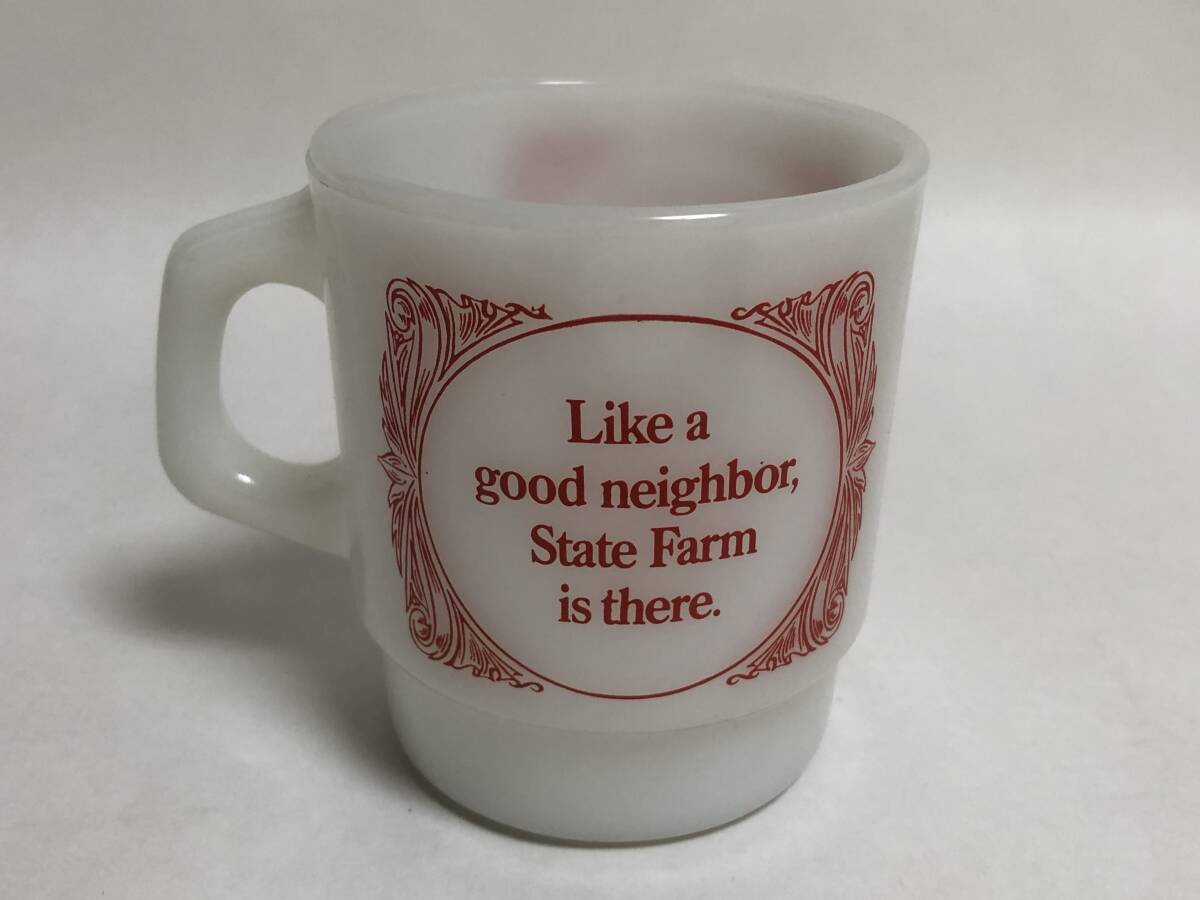 Like a
good neighbor,
State Farm
is there.